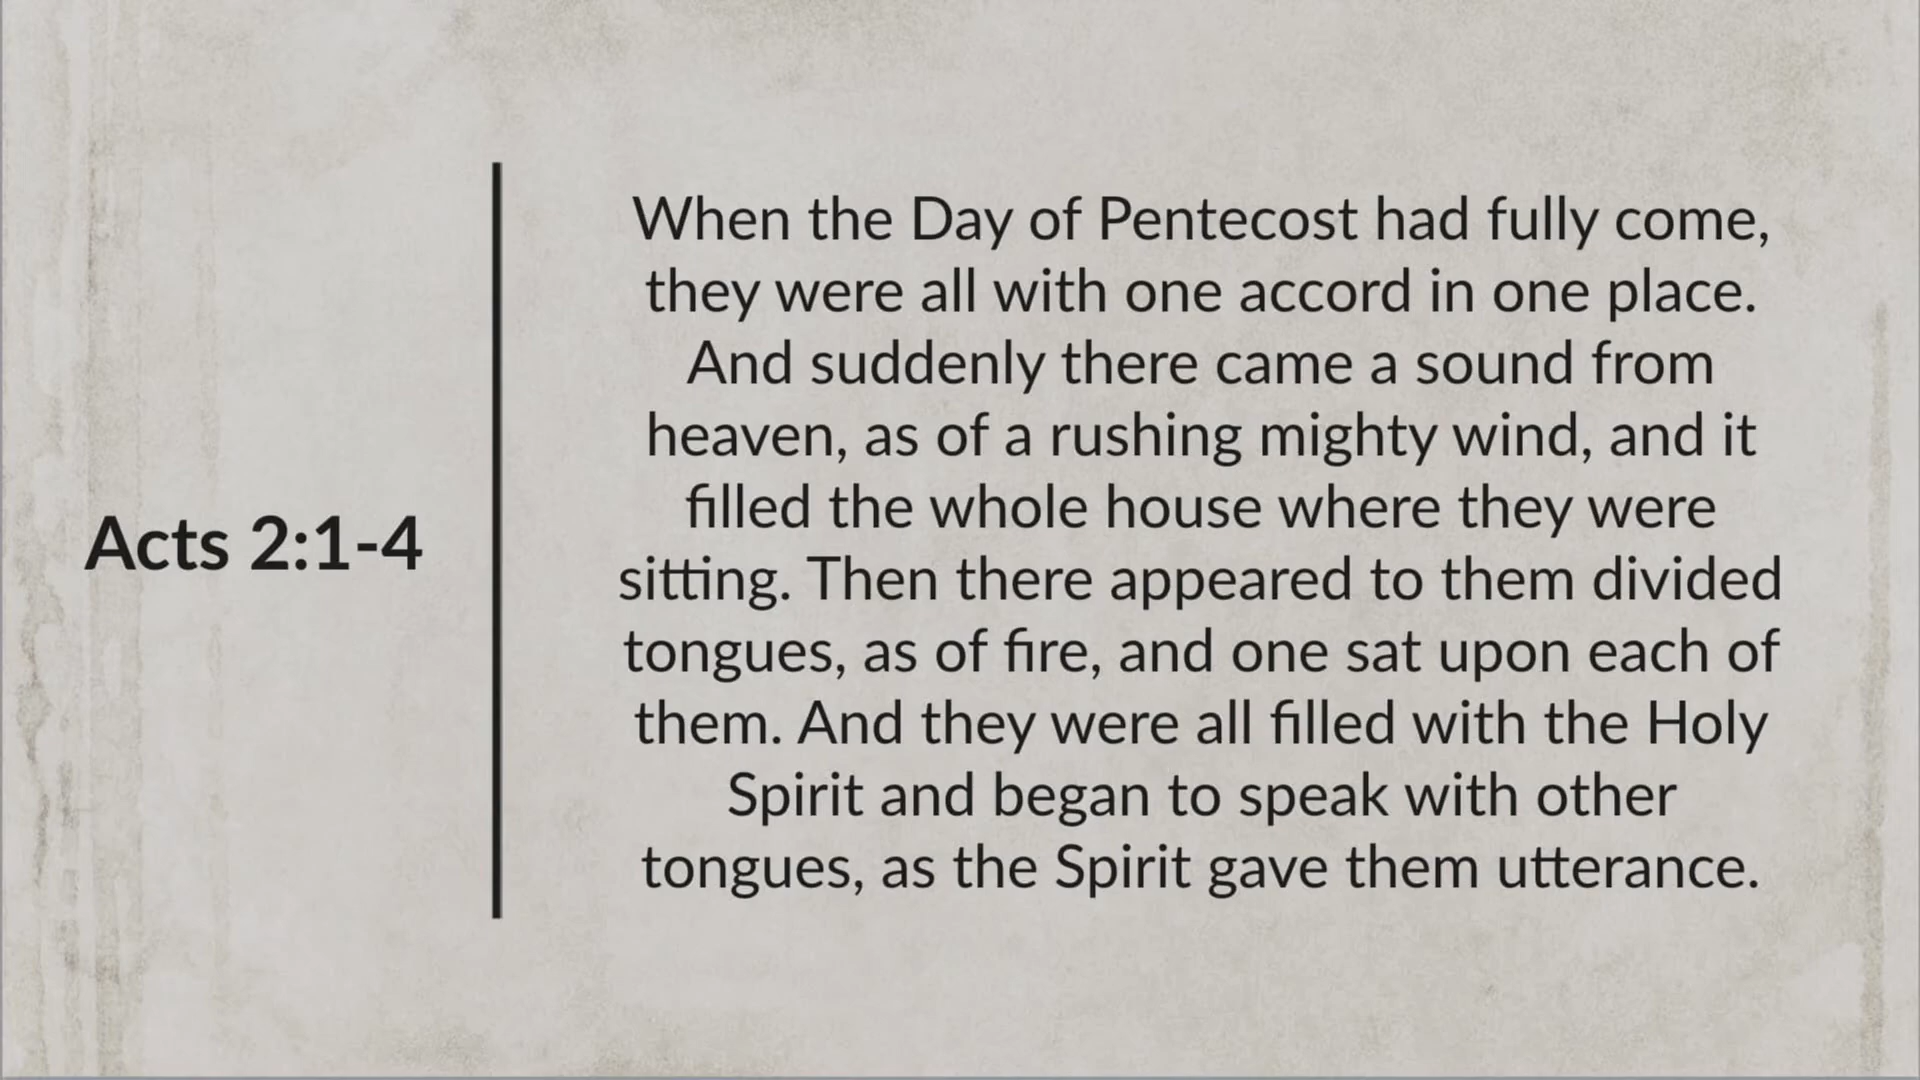 Acts 2:1-4
When the Day of Pentecost had fully come,
they were all with one accord in one place.
And suddenly there came a sound from
heaven, as of a rushing mighty wind, and it
filled the whole house where they were
sitting. Then there appeared to them divided
tongues, as of fire, and one sat upon each of
them. And they were all filled with the Holy
Spirit and began to speak with other
tongues, as the Spirit gave them utterance.